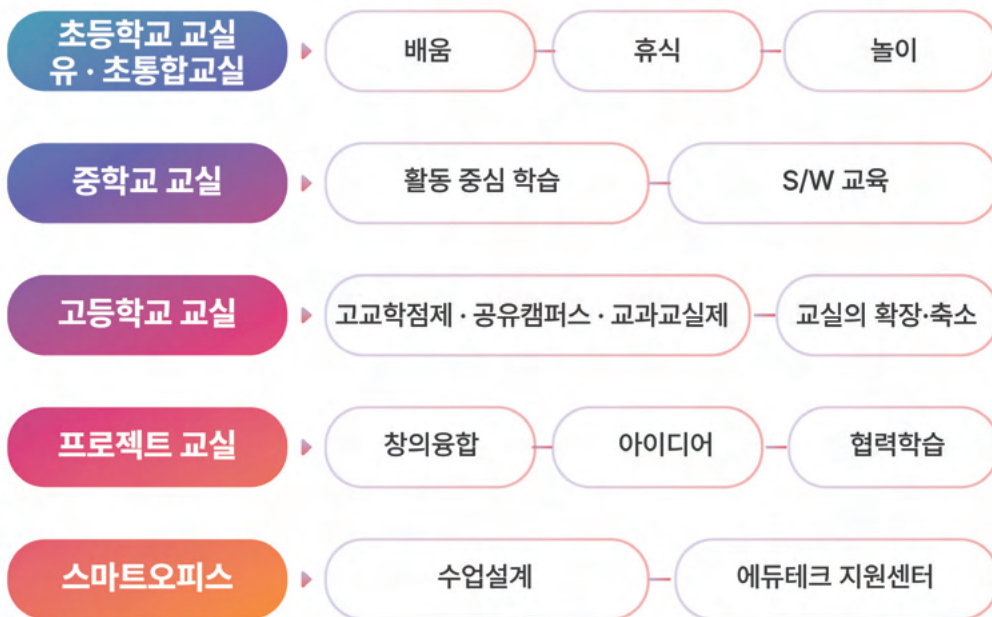 초등학교 교실
유 · 초통합교실
배움
휴식
놀이
중학교 교실
활동 중심 학습
S/W 교육
고등학교 교실
고교학점제 · 공유캠퍼스 · 교과교실제
교실의 확장·축소
프로젝트 교실
창의융합
아이디어
협력학습
스마트오피스
수업설계
에듀테크 지원센터